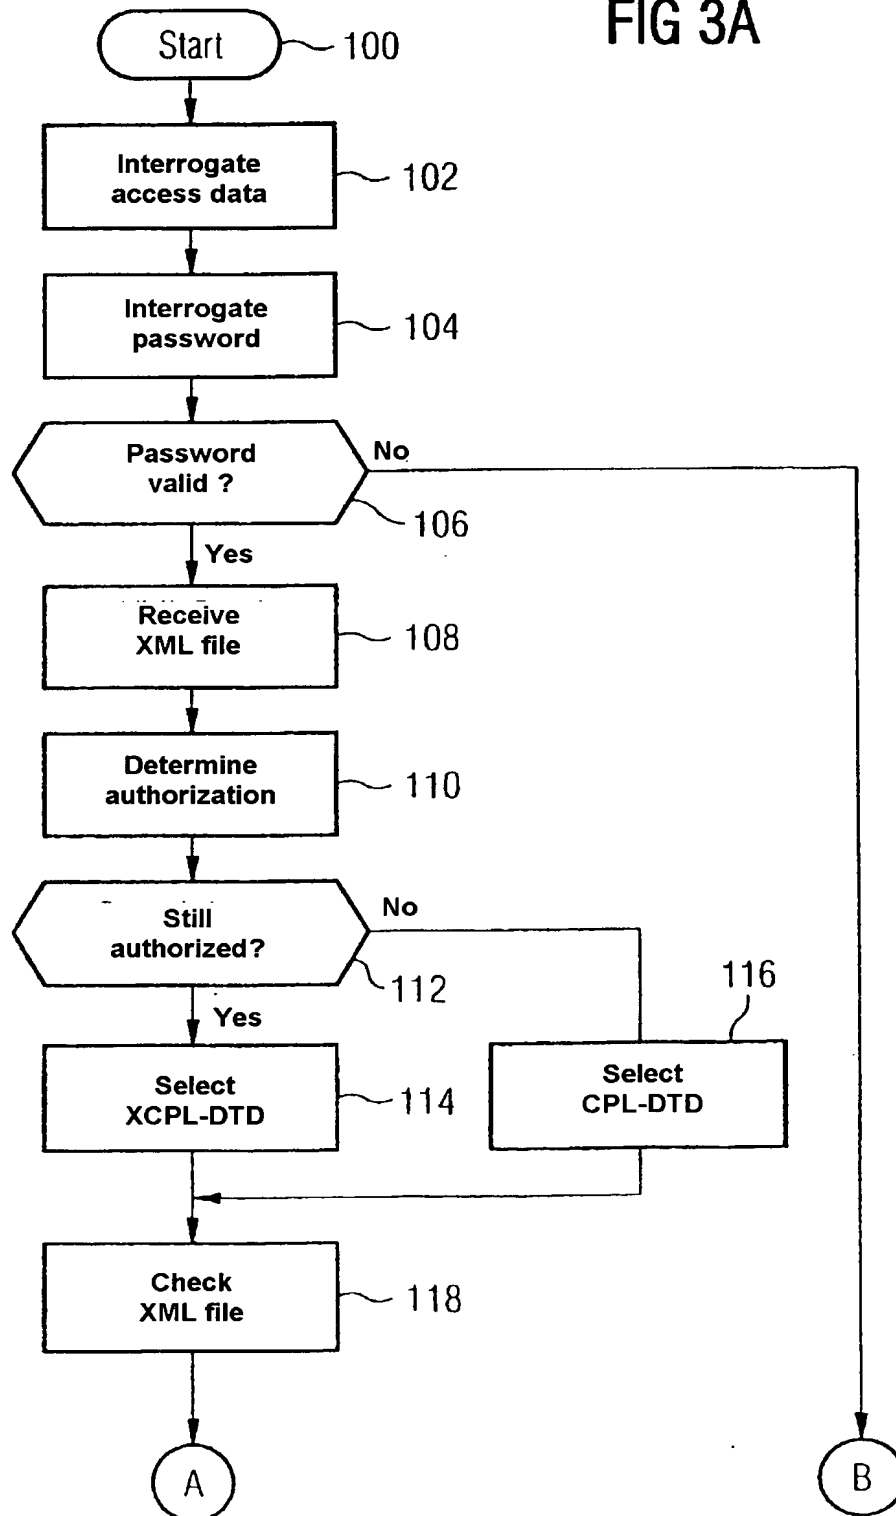 FIG 3A
Start
100
Interrogate
access data
102
Interrogate
password
104
Password
valid ?
No
106
Yes
Receive
XML file
108
Determine
authorization
110
Still
authorized?
No
112
Yes
116
Select
XCPL-DTD
114
Select
CPL-DTD
Check
XML file
118
A
B